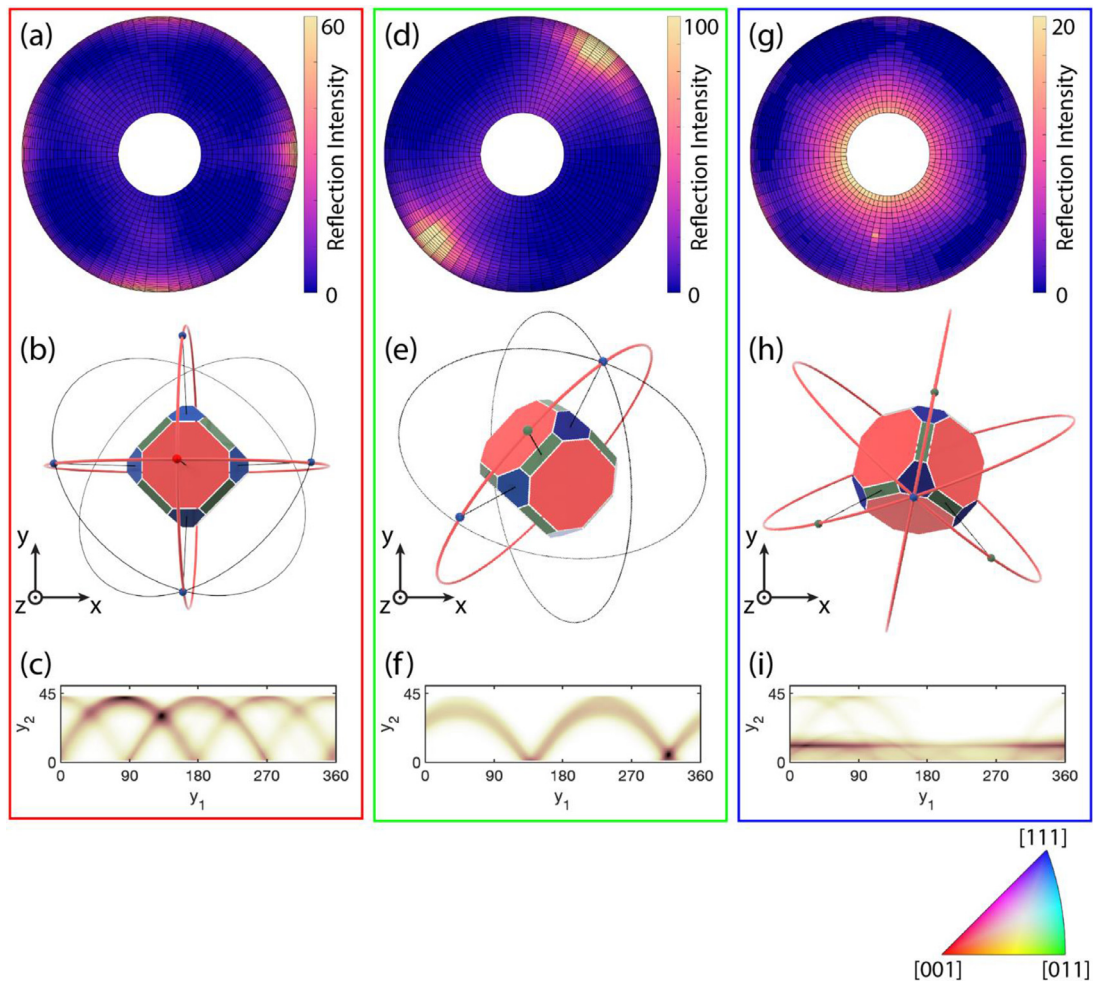 (a)
60
Reflection Intensity
0
(d)
100
Reflection Intensity
0
(g)
20
Reflection Intensity
0
(b)
y
z x
(e)
y
z x
(h)
y
z x
(c)
45
y2
0
0 90 180 270 360
y1
(f)
45
y2
0
0 90 180 270 360
y1
(i)
45
y2
0
0 90 180 270 360
y1
[111]
[001] [011]